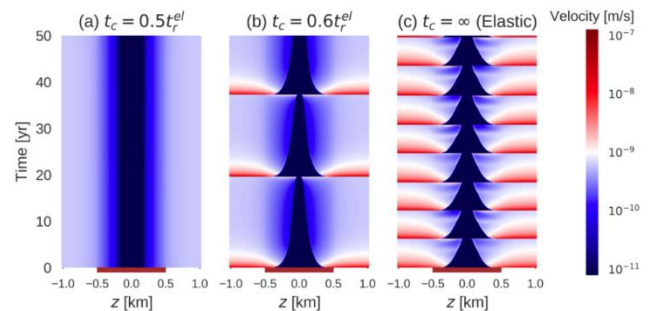 (a) t_c = 0.5t_r^{el}
(b) t_c = 0.6t_r^{el}
(c) t_c = ∞ (Elastic)
Velocity [m/s]
50
40
30
20
10
0
Time [yr]
−1.0 −0.5 0.0 0.5 1.0
z [km]
−1.0 −0.5 0.0 0.5 1.0
z [km]
−1.0 −0.5 0.0 0.5 1.0
z [km]
10^{−7}
10^{−8}
10^{−9}
10^{−10}
10^{−11}